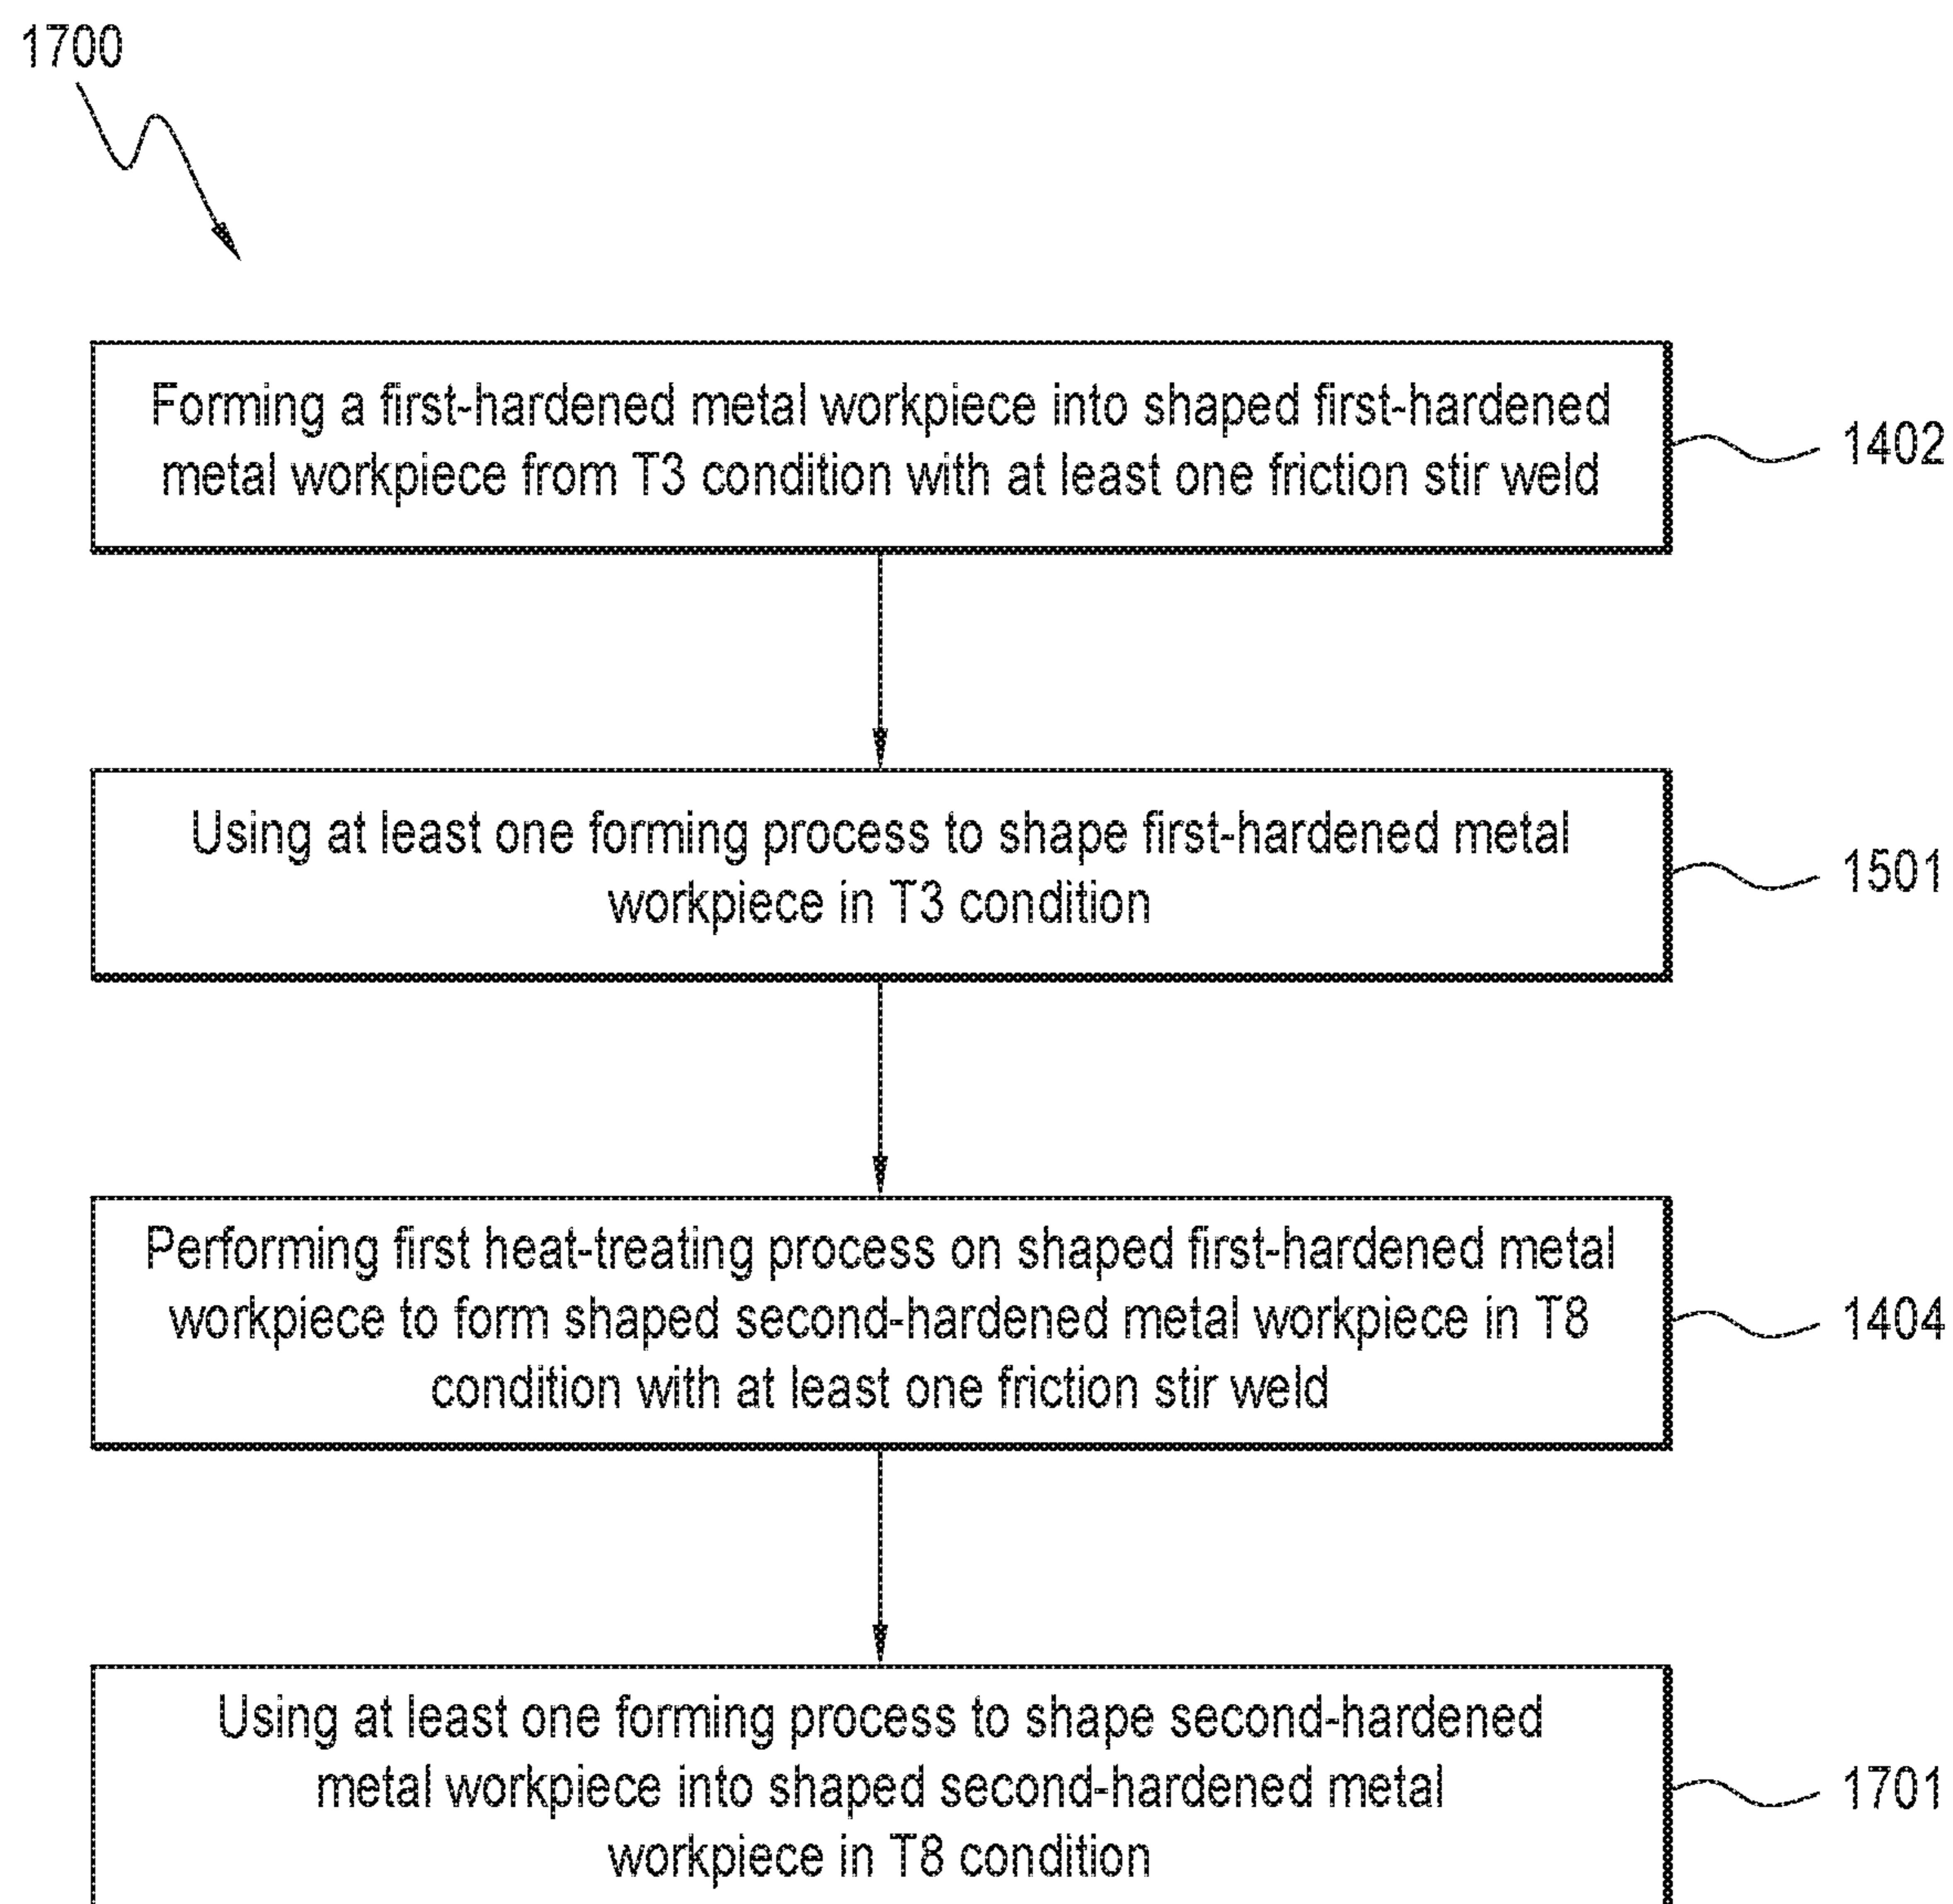 1700
Forming a first-hardened metal workpiece into shaped first-hardened
metal workpiece from T3 condition with at least one friction stir weld
1402
Using at least one forming process to shape first-hardened metal
workpiece in T3 condition
1501
Performing first heat-treating process on shaped first-hardened metal
workpiece to form shaped second-hardened metal workpiece in T8
condition with at least one friction stir weld
1404
Using at least one forming process to shape second-hardened
metal workpiece into shaped second-hardened metal
workpiece in T8 condition
1701